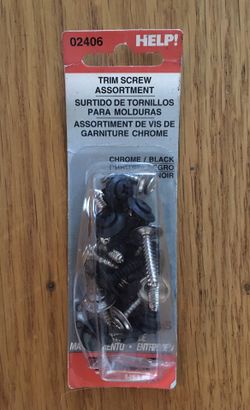 02406 HELP!
TRIM SCREW
ASSORTMENT
SURTIDO DE TORNILLOS
PARA MOLDURAS
ASSORTIMENT DE VIS DE
GARNITURE CHROME
CHROME / BLACK